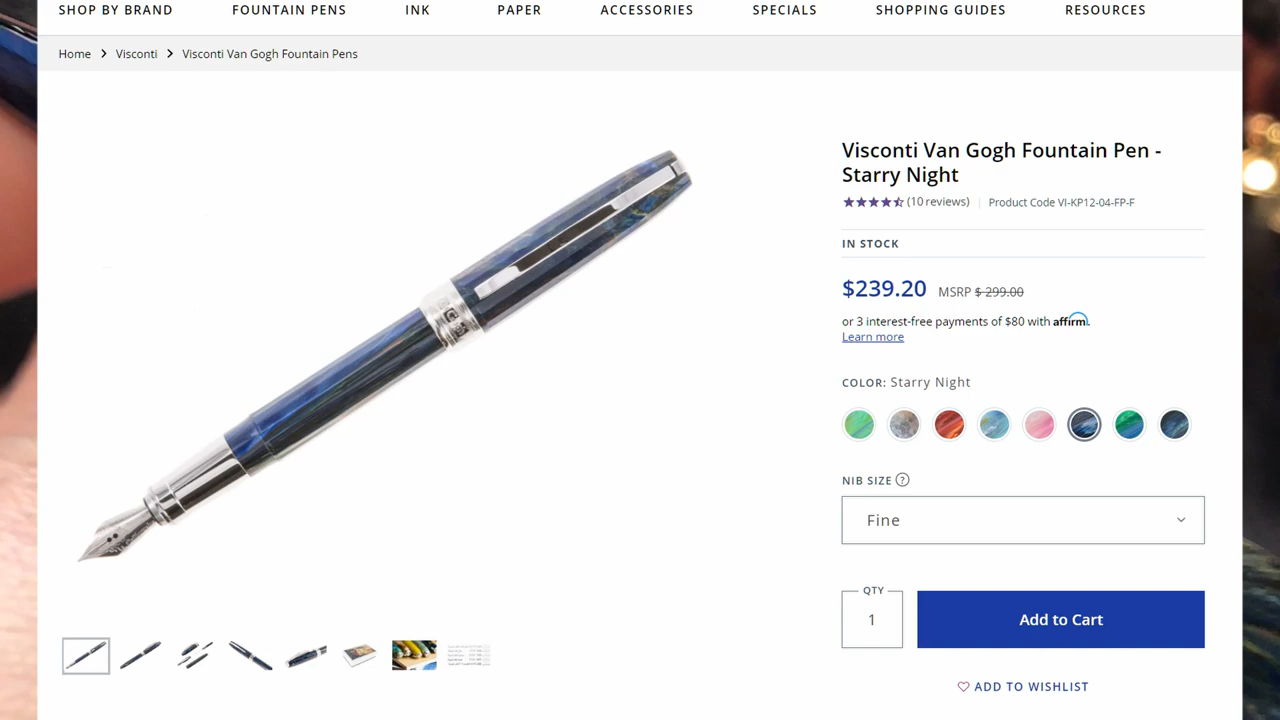 SHOP BY BRAND FOUNTAIN PENS INK PAPER ACCESSORIES SPECIALS SHOPPING GUIDES RESOURCES
Home > Visconti > Visconti Van Gogh Fountain Pens
Visconti Van Gogh Fountain Pen -
Starry Night
(10 reviews) | Product Code VI-KP12-04-FP-F
IN STOCK
$239.20 MSRP $ 299.00
or 3 interest-free payments of $80 with affirm.
Learn more
COLOR: Starry Night
NIB SIZE ?
Fine
QTY
1
Add to Cart
ADD TO WISHLIST